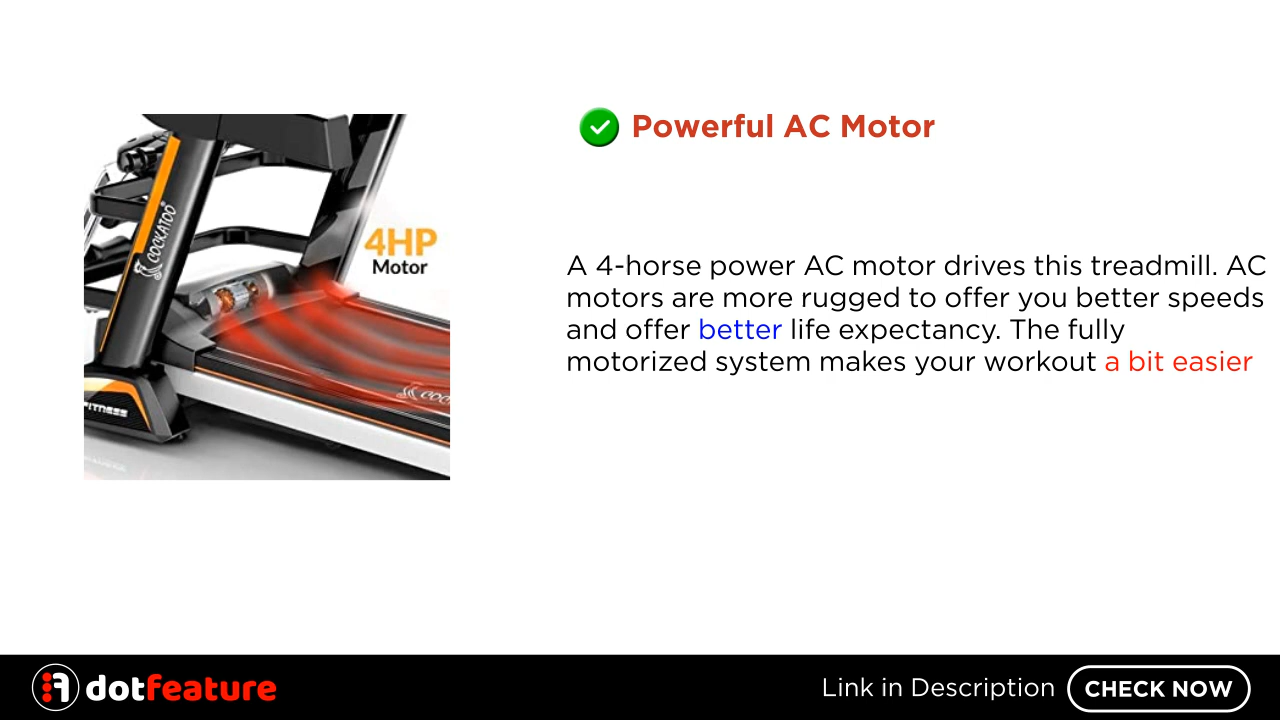 Powerful AC Motor
COCKATOO
4HP
Motor
A 4-horse power AC motor drives this treadmill. AC
motors are more rugged to offer you better speeds
and offer better life expectancy. The fully
motorized system makes your workout a bit easier
FITNESS
dotfeature
Link in Description
CHECK NOW